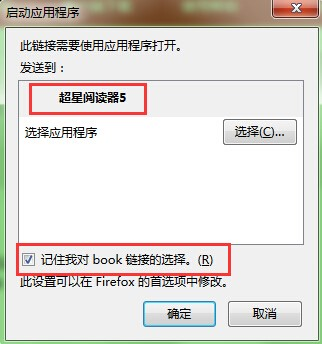 启动应用程序
此链接需要使用应用程序打开。
发送到：
超星阅读器5
选择应用程序
选择(C)...
记住我对 book 链接的选择。(R)
此设置可以在 Firefox 的首选项中修改。
确定
取消